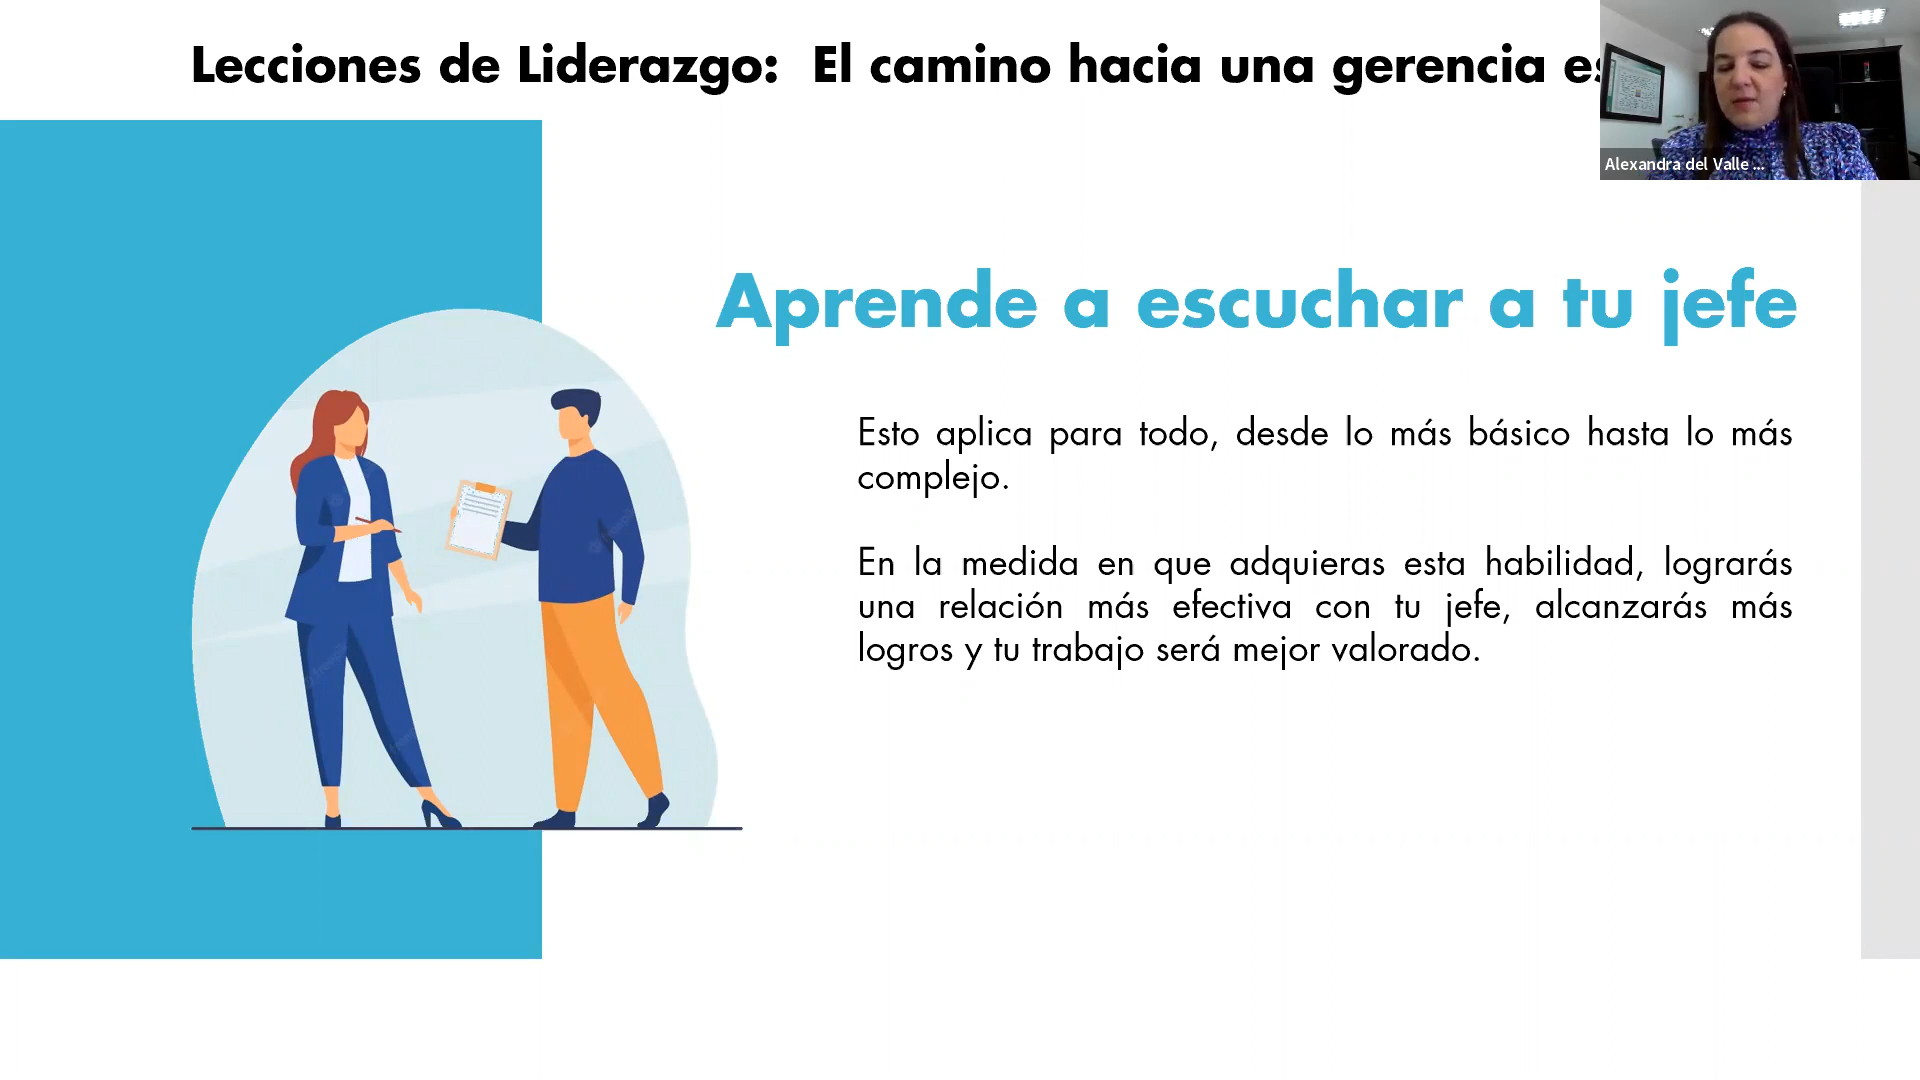 Lecciones de Liderazgo:  El camino hacia una gerencia
Alexandra del Valle ...
Aprende a escuchar a tu jefe
Esto aplica para todo, desde lo más básico hasta lo más
complejo.
En la medida en que adquieras esta habilidad, lograrás
una relación más efectiva con tu jefe, alcanzarás más
logros y tu trabajo será mejor valorado.